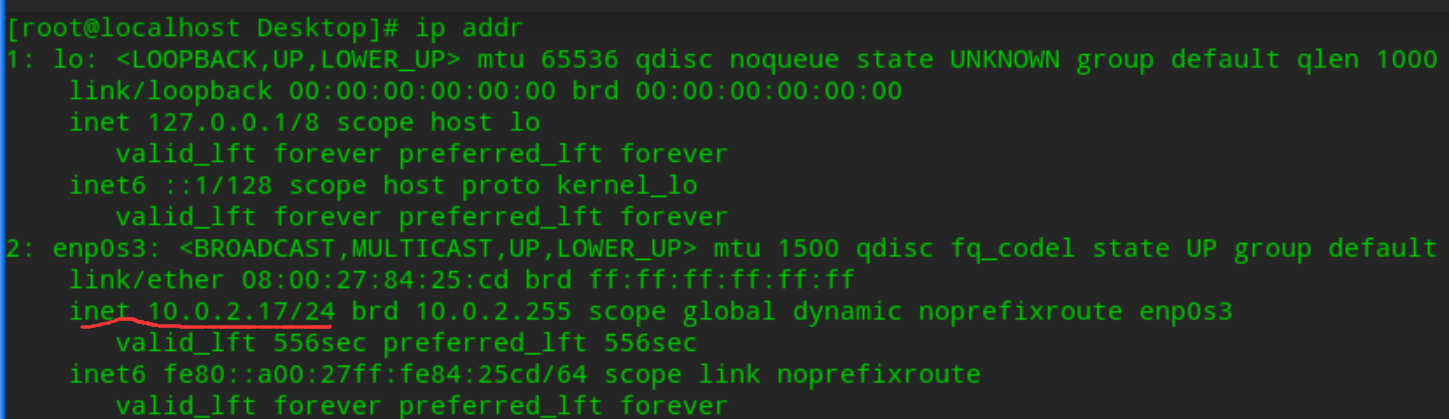 [root@localhost Desktop]# ip addr
1: lo: <LOOPBACK,UP,LOWER_UP> mtu 65536 qdisc noqueue state UNKNOWN group default qlen 1000
link/loopback 00:00:00:00:00:00 brd 00:00:00:00:00:00
inet 127.0.0.1/8 scope host lo
valid_lft forever preferred_lft forever
inet6 ::1/128 scope host proto kernel_lo
valid_lft forever preferred_lft forever
2: enp0s3: <BROADCAST,MULTICAST,UP,LOWER_UP> mtu 1500 qdisc fq_codel state UP group default
link/ether 08:00:27:84:25:cd brd ff:ff:ff:ff:ff:ff
inet 10.0.2.17/24 brd 10.0.2.255 scope global dynamic noprefixroute enp0s3
valid_lft 556sec preferred_lft 556sec
inet6 fe80::a00:27ff:fe84:25cd/64 scope link noprefixroute
valid_lft forever preferred_lft forever